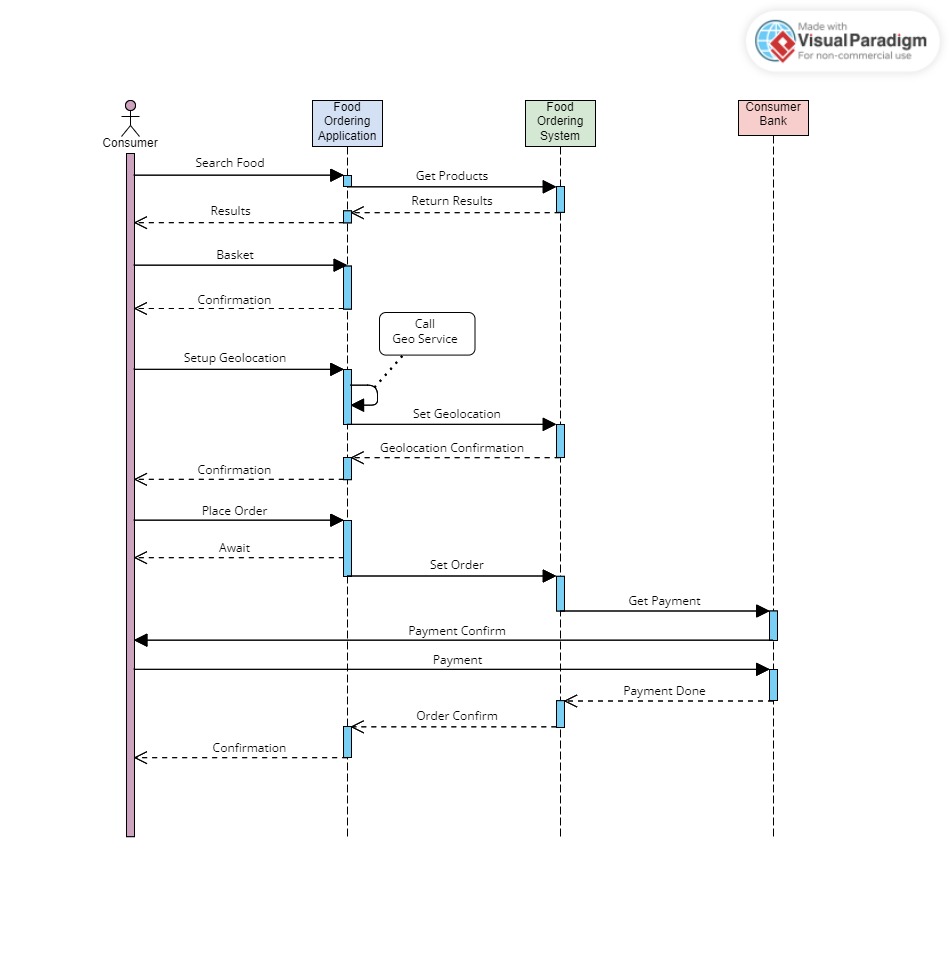 Made with
VisualParadigm
For non-commercial use
Food
Ordering
Application
Food
Ordering
System
Consumer
Bank
Consumer
Search Food
Get Products
Return Results
Results
Basket
Confirmation
Call
Geo Service
Setup Geolocation
Set Geolocation
Geolocation Confirmation
Confirmation
Place Order
Await
Set Order
Get Payment
Payment Confirm
Payment
Payment Done
Order Confirm
Confirmation